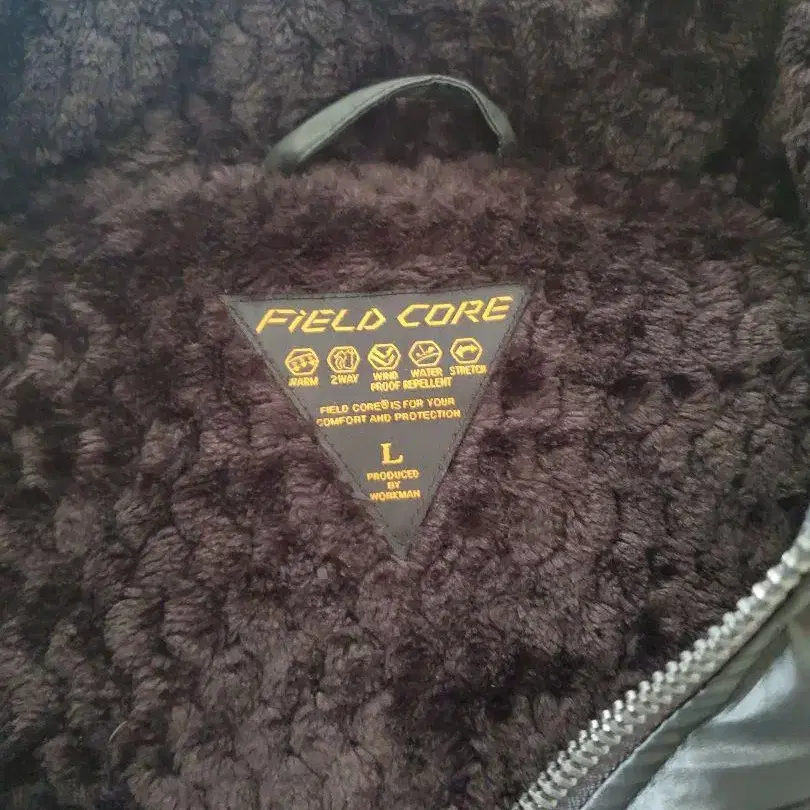 FiELD CORE
WARM 2WAY WIND PROOF WATER REPELLENT STRETCH
FIELD CORE® IS FOR YOUR
COMFORT AND PROTECTION
L
PRODUCED
BY
WORKMAN